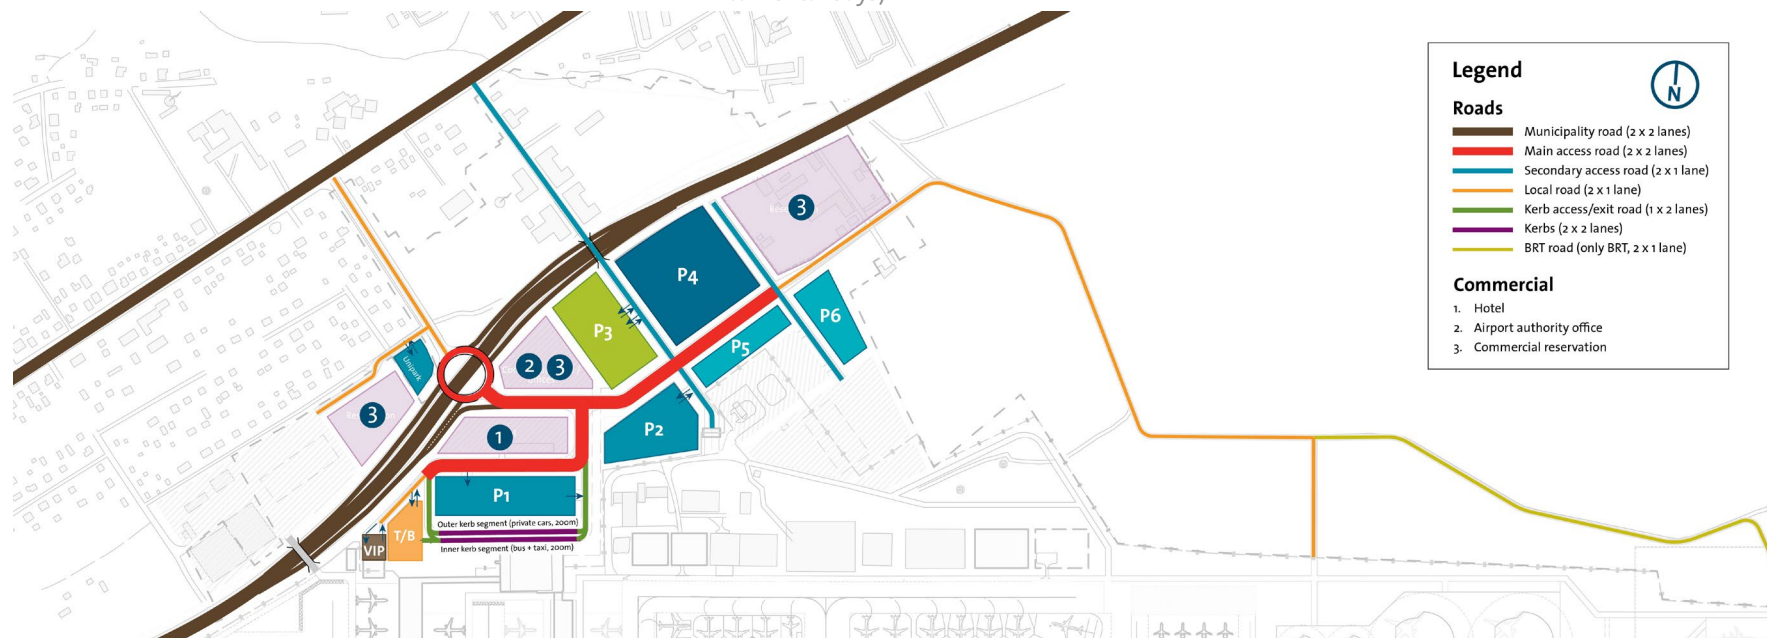 Legend
N
Roads
Municipality road (2 x 2 lanes)
Main access road (2 x 2 lanes)
Secondary access road (2 x 1 lane)
Local road (2 x 1 lane)
Kerb access/exit road (1 x 2 lanes)
Kerbs (2 x 2 lanes)
BRT road (only BRT, 2 x 1 lane)
Commercial
1. Hotel
2. Airport authority office
3. Commercial reservation
3
P4
P3
P6
P5
Unipark
2 3
3
1
P2
P1
Outer kerb segment (private cars, 200m)
T/B
Inner kerb segment (bus + taxi, 200m)
VIP